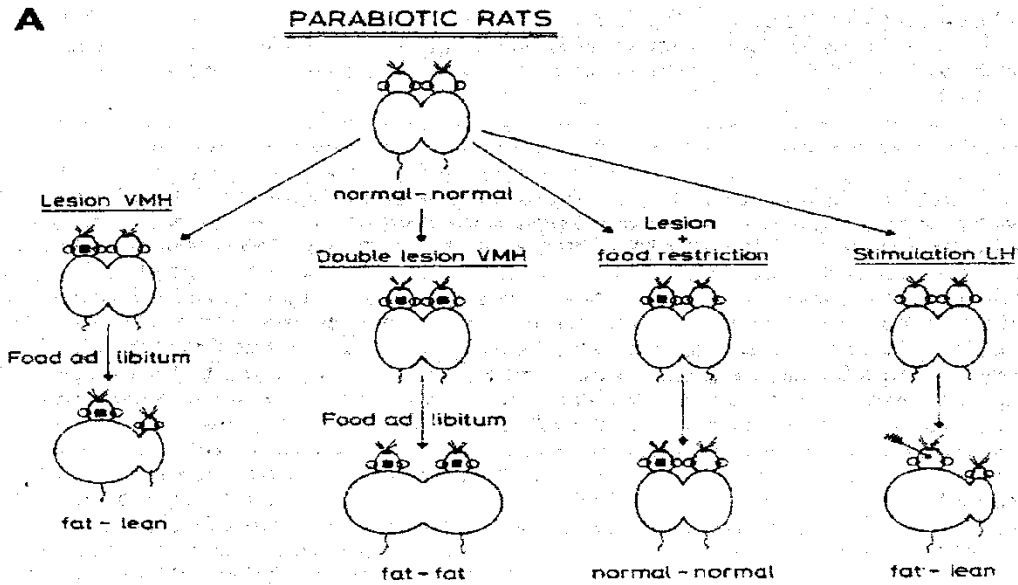 A
PARABIOTIC RATS
normal-normal
Lesion VMH
Food ad libitum
fat - lean
Double lesion VMH
Food ad libitum
fat - fat
Lesion
+
food restriction
normal-normal
Stimulation LH
fat - lean